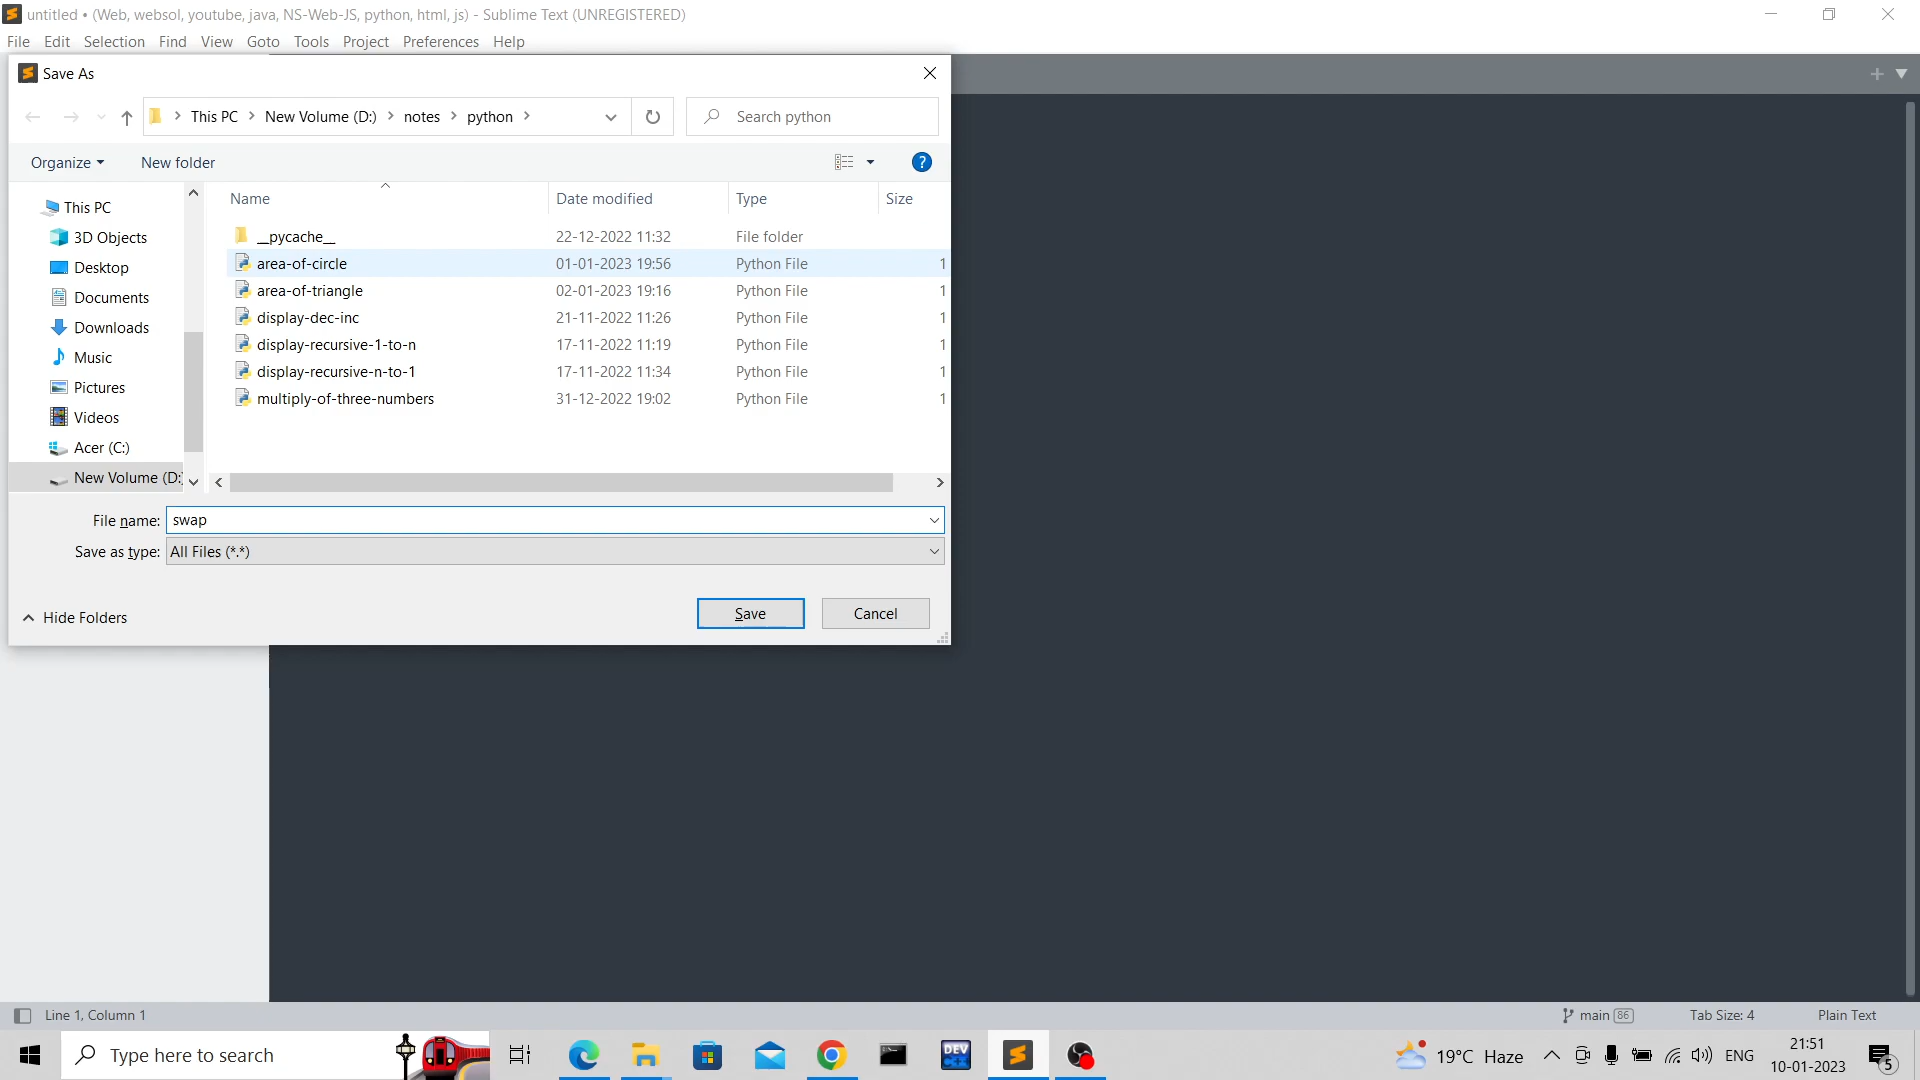 untitled • (Web, websol, youtube, java, NS-Web-JS, python, html, js) - Sublime Text (UNREGISTERED)
File Edit Selection Find View Goto Tools Project Preferences Help
Save As
This PC > New Volume (D:) > notes > python >
Search python
Organize New folder
?
Name Date modified Type Size
This PC
3D Objects
Desktop
Documents
Downloads
Music
Pictures
Videos
Acer (C:)
New Volume (D:)
__pycache__ 22-12-2022 11:32 File folder
area-of-circle 01-01-2023 19:56 Python File 1
area-of-triangle 02-01-2023 19:16 Python File 1
display-dec-inc 21-11-2022 11:26 Python File 1
display-recursive-1-to-n 17-11-2022 11:19 Python File 1
display-recursive-n-to-1 17-11-2022 11:34 Python File 1
multiply-of-three-numbers 31-12-2022 19:02 Python File 1
File name: swap
Save as type: All Files (*.*)
Hide Folders
Save Cancel
Line 1, Column 1
main 86
Tab Size: 4
Plain Text
Type here to search
DEV
19°C Haze
ENG
21:51
10-01-2023
5